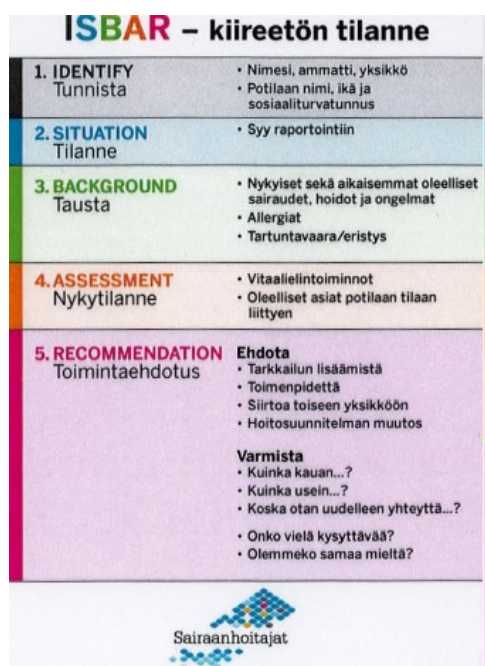 ISBAR – kiireetön tilanne
1. IDENTIFY
Tunnista
• Nimesi, ammatti, yksikkö
• Potilaan nimi, ikä ja
sosiaaliturvatunnus
2. SITUATION
Tilanne
• Syy raportointiin
3. BACKGROUND
Tausta
• Nykyiset sekä aikaisemmat oleelliset
sairaudet, hoidot ja ongelmat
• Allergiat
• Tartuntavaara/eristys
4. ASSESSMENT
Nykytilanne
• Vitaalielintoiminnot
• Oleelliset asiat potilaan tilaan
liittyen
5. RECOMMENDATION
Toimintaehdotus
Ehdota
• Tarkkailun lisäämistä
• Toimenpidettä
• Siirtoa toiseen yksikköön
• Hoitosuunnitelman muutos
Varmista
• Kuinka kauan...?
• Kuinka usein...?
• Koska otan uudelleen yhteyttä...?
• Onko vielä kysyttävää?
• Olemmeko samaa mieltä?
Sairaanhoitajat